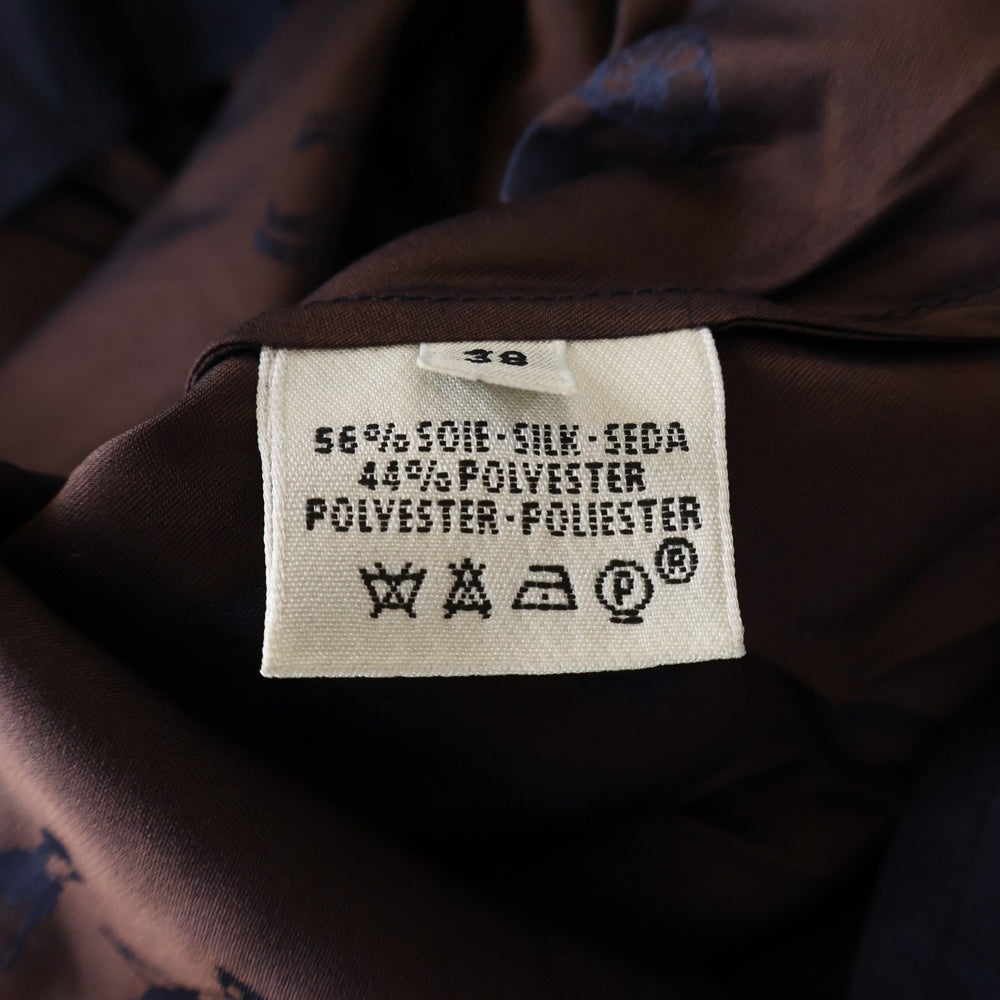 38
56% SOIE · SILK · SEDA
44% POLYESTER
POLYESTER · POLIESTER
P ®